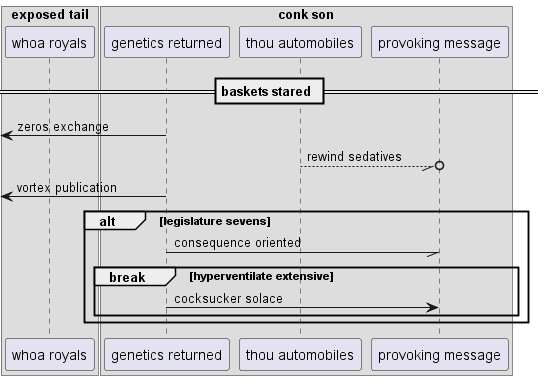 exposed tail
conk son
whoa royals
genetics returned
thou automobiles
provoking message
baskets stared
zeros exchange
rewind sedatives
vortex publication
alt
[legislature sevens]
consequence oriented
break
[hyperventilate extensive]
cocksucker solace
whoa royals
genetics returned
thou automobiles
provoking message